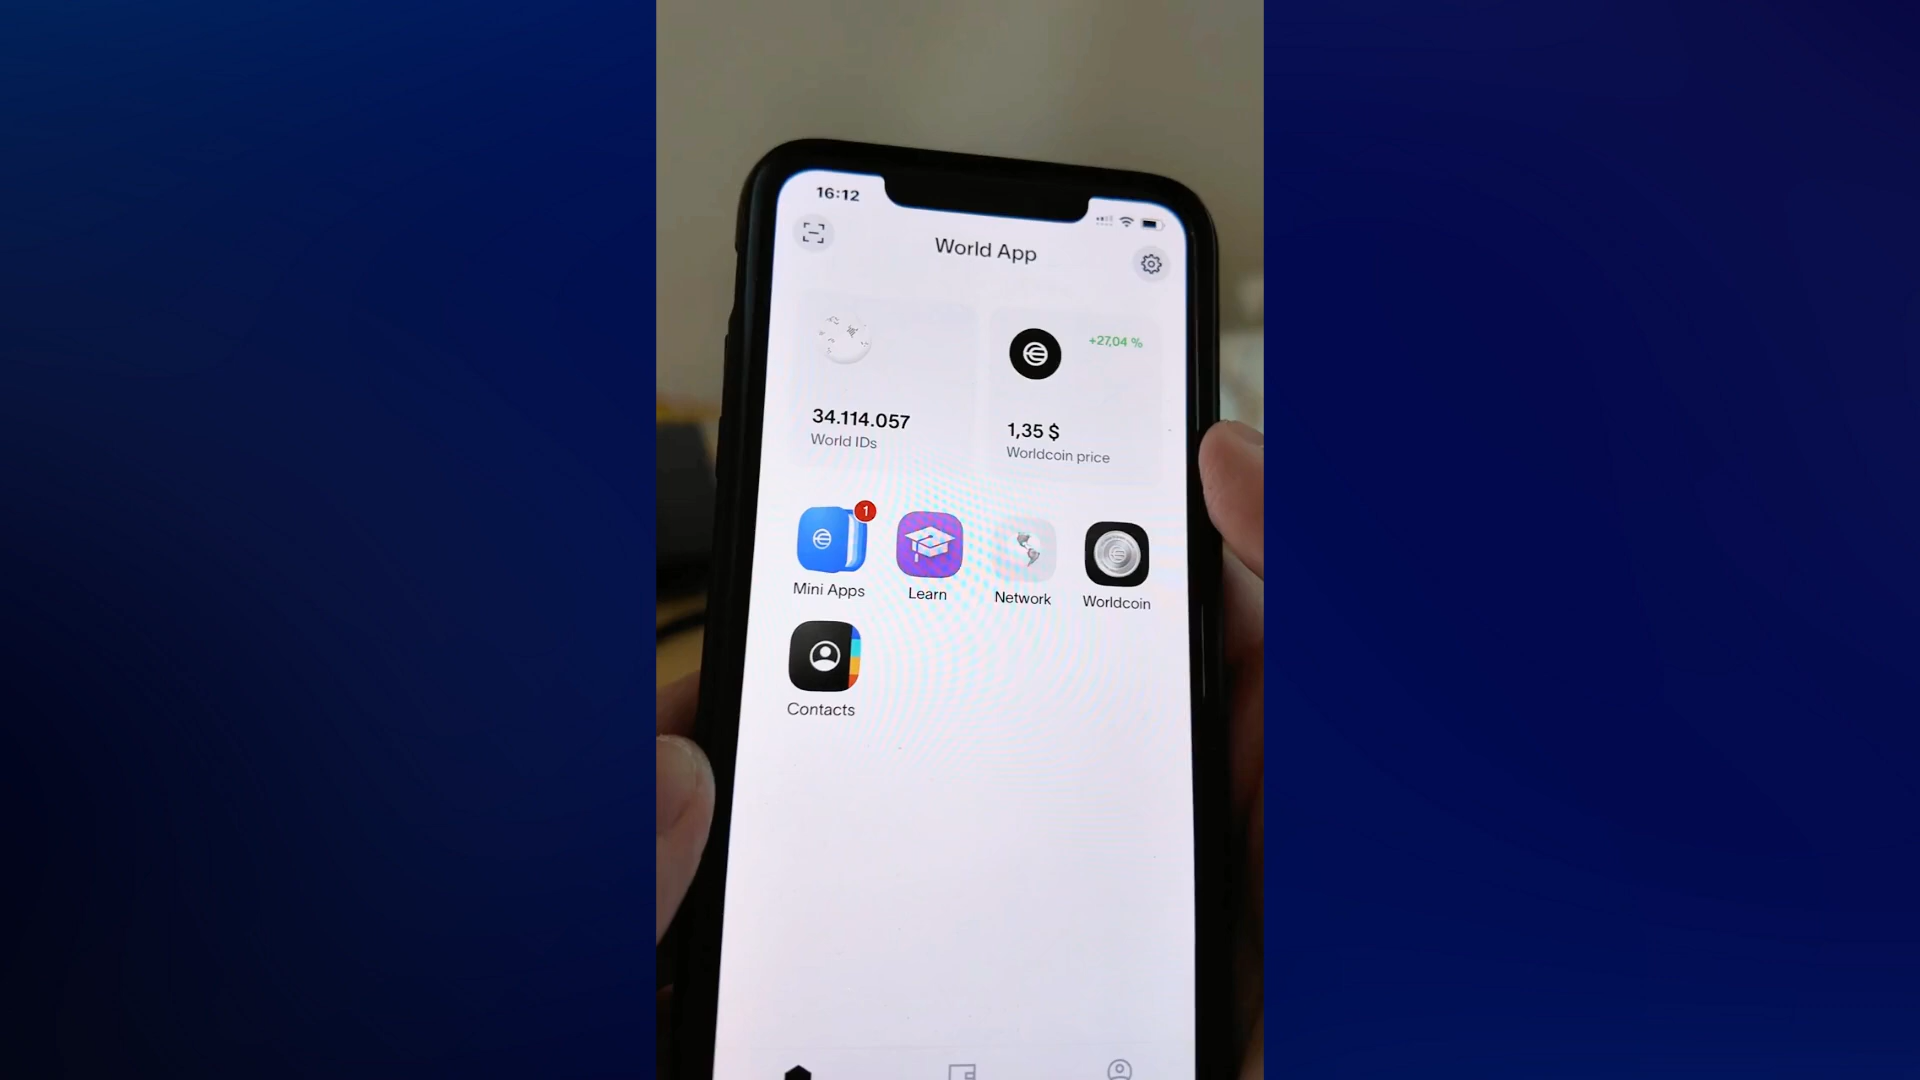 16:12
World App
+27,04 %
34.114.057
World IDs
1,35 $
Worldcoin price
1
Mini Apps
Learn
Network
Worldcoin
Contacts